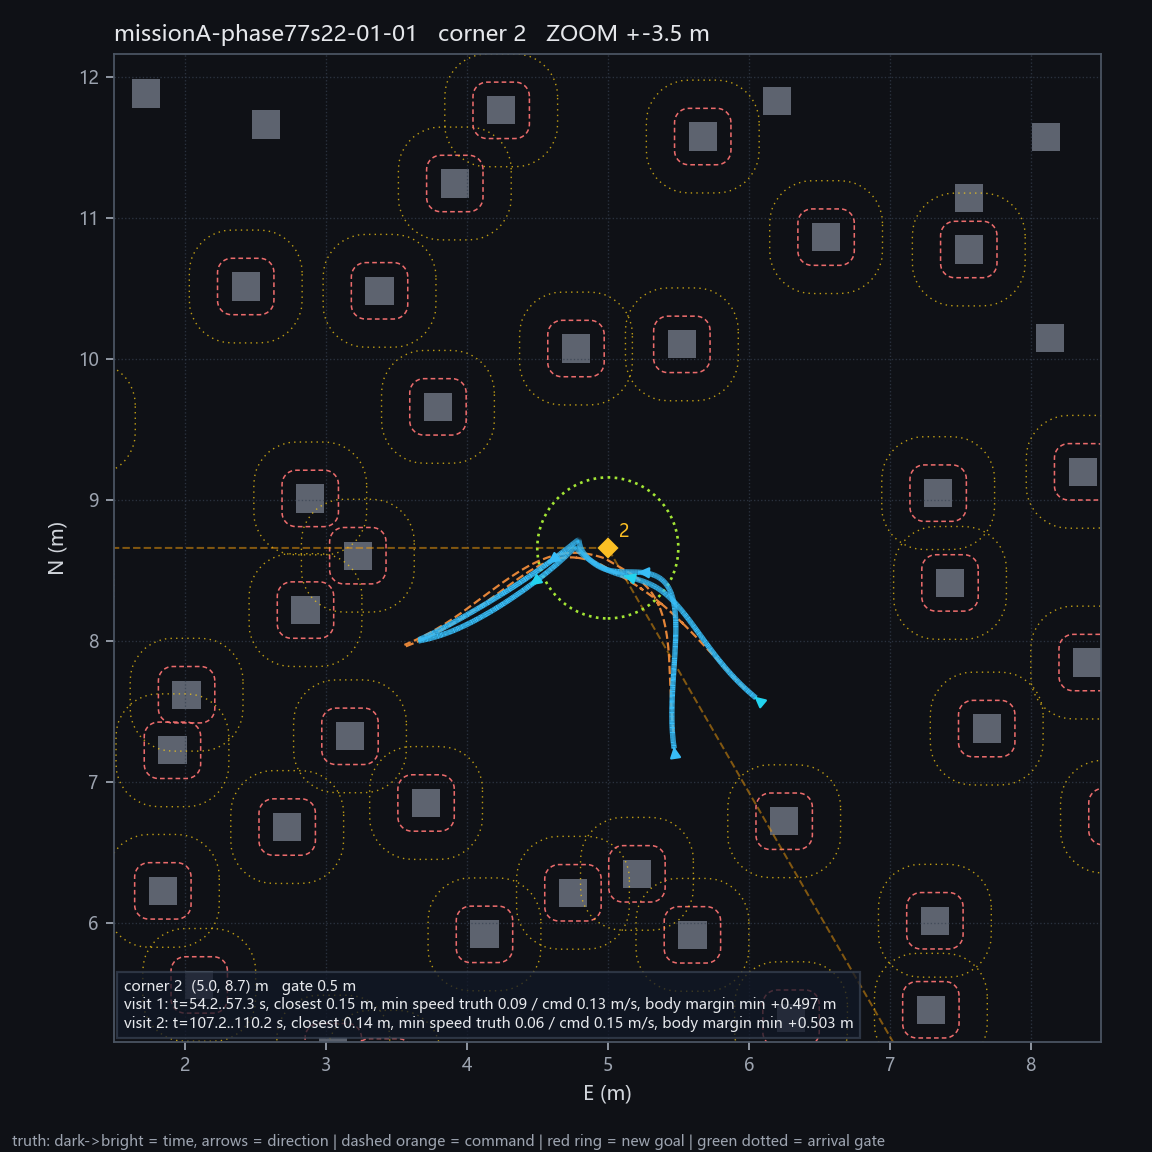 missionA-phase77s22-01-01   corner 2   ZOOM +-3.5 m
12
11
10
9
8
7
6
N (m)
2
corner 2  (5.0, 8.7) m   gate 0.5 m
visit 1: t=54.2..57.3 s, closest 0.15 m, min speed truth 0.09 / cmd 0.13 m/s, body margin min +0.497 m
visit 2: t=107.2..110.2 s, closest 0.14 m, min speed truth 0.06 / cmd 0.15 m/s, body margin min +0.503 m
2 3 4 5 6 7 8
E (m)
truth: dark->bright = time, arrows = direction | dashed orange = command | red ring = new goal | green dotted = arrival gate